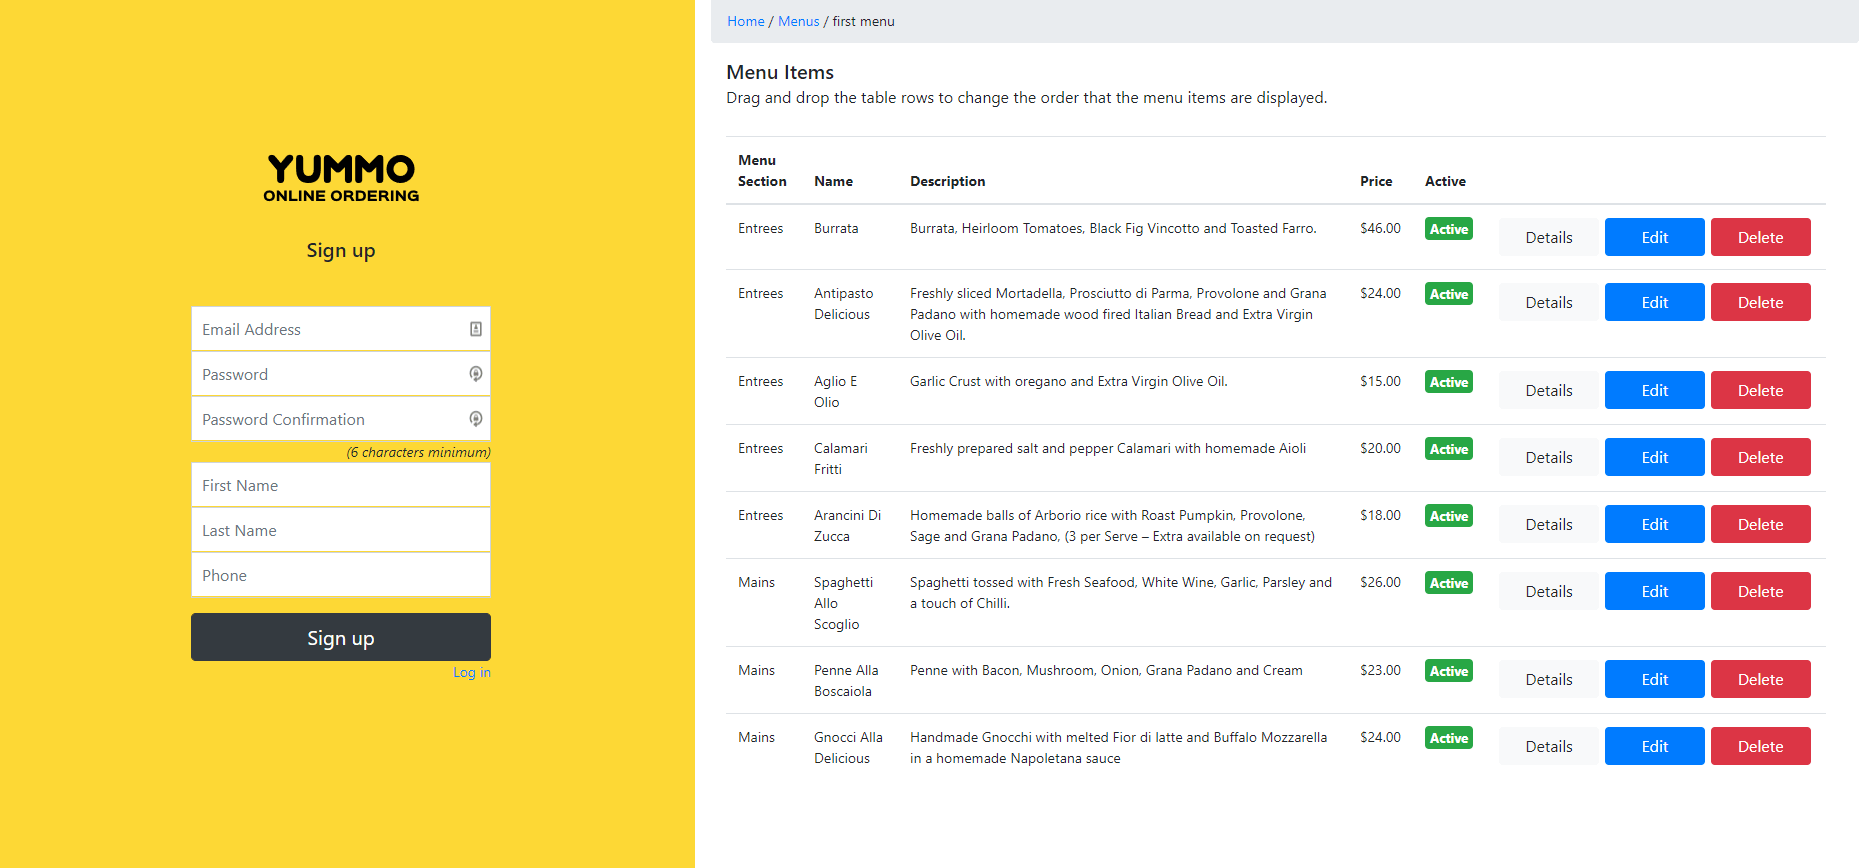 YUMMO
ONLINE ORDERING
Sign up
Email Address
Password
Password Confirmation
(6 characters minimum)
First Name
Last Name
Phone
Sign up
Log in
Home / Menus / first menu
Menu Items
Drag and drop the table rows to change the order that the menu items are displayed.
Menu
Section Name Description Price Active
Entrees Burrata Burrata, Heirloom Tomatoes, Black Fig Vincotto and Toasted Farro. $46.00 Active Details Edit Delete
Entrees Antipasto Freshly sliced Mortadella, Prosciutto di Parma, Provolone and Grana $24.00 Active Details Edit Delete
Delicious Padano with homemade wood fired Italian Bread and Extra Virgin
Olive Oil.
Entrees Aglio E Garlic Crust with oregano and Extra Virgin Olive Oil. $15.00 Active Details Edit Delete
Olio
Entrees Calamari Freshly prepared salt and pepper Calamari with homemade Aioli $20.00 Active Details Edit Delete
Fritti
Entrees Arancini Di Homemade balls of Arborio rice with Roast Pumpkin, Provolone, $18.00 Active Details Edit Delete
Zucca Sage and Grana Padano, (3 per Serve – Extra available on request)
Mains Spaghetti Spaghetti tossed with Fresh Seafood, White Wine, Garlic, Parsley and $26.00 Active Details Edit Delete
Allo a touch of Chilli.
Scoglio
Mains Penne Alla Penne with Bacon, Mushroom, Onion, Grana Padano and Cream $23.00 Active Details Edit Delete
Boscaiola
Mains Gnocci Alla Handmade Gnocchi with melted Fior di latte and Buffalo Mozzarella $24.00 Active Details Edit Delete
Delicious in a homemade Napoletana sauce